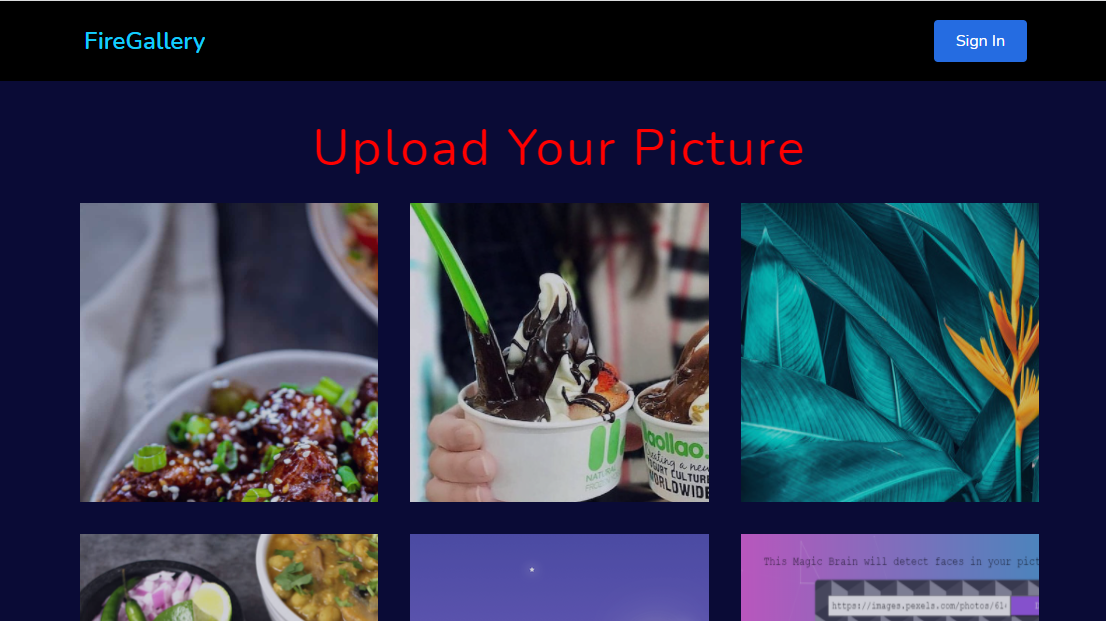 FireGallery
Sign In
Upload Your Picture
llaollao.
NATURAL
Creating a new
YOGURT CULTURE
WORLDWIDE
This Magic Brain will detect faces in your pict
https://images.pexels.com/photos/61